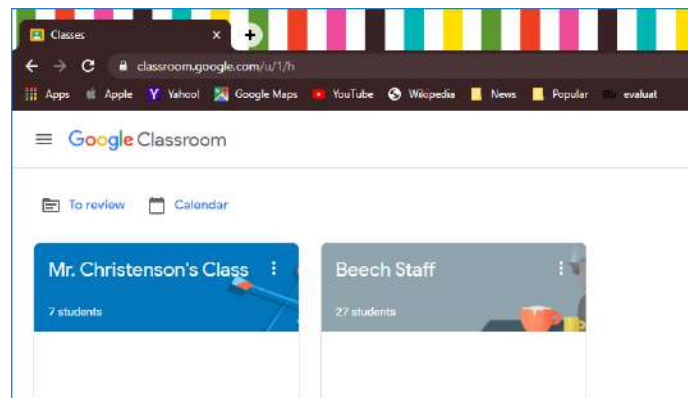 Classes
classroom.google.com/u/1/h
Apps Apple Yahoo! Google Maps YouTube Wikipedia News Popular Bb evaluat
Google Classroom
To review Calendar
Mr. Christenson's Class Beech Staff
7 students 27 students